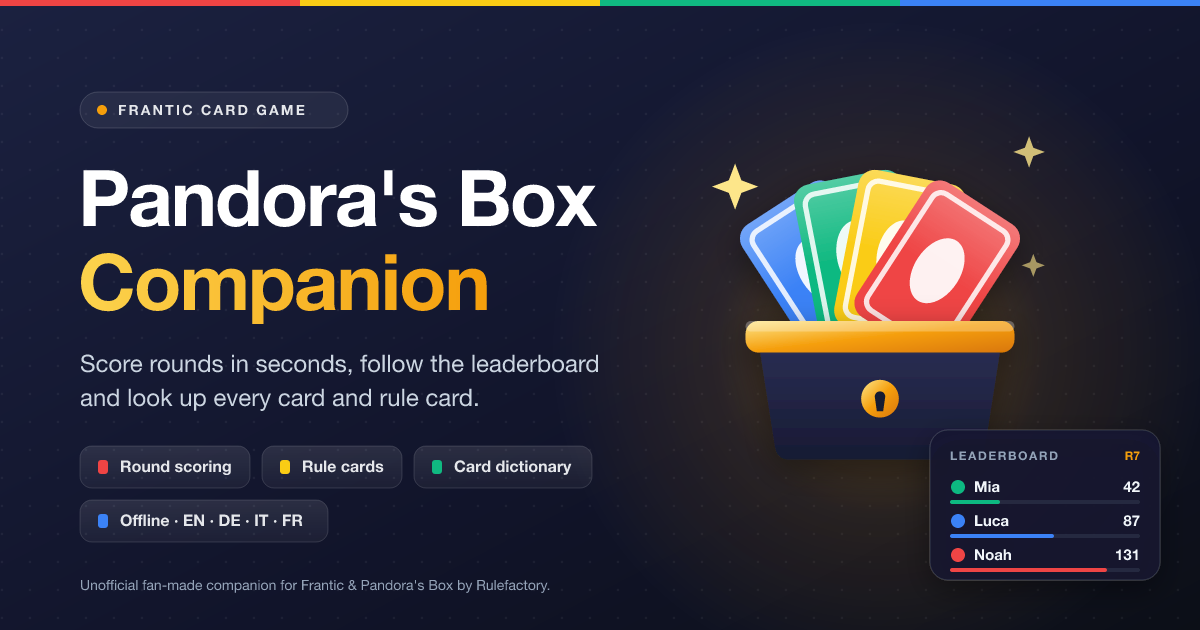 FRANTIC CARD GAME
Pandora's Box
Companion
Score rounds in seconds, follow the leaderboard
and look up every card and rule card.
Round scoring
Rule cards
Card dictionary
Offline · EN · DE · IT · FR
Unofficial fan-made companion for Frantic & Pandora's Box by Rulefactory.
LEADERBOARD R7
Mia 42
Luca 87
Noah 131